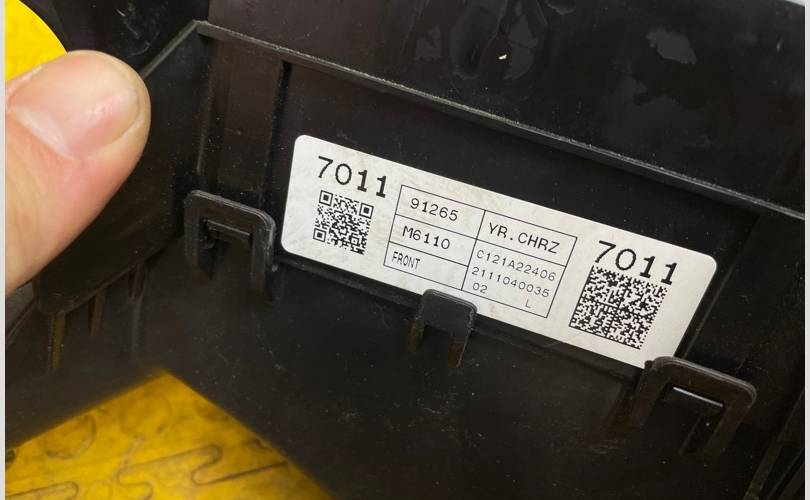 7011
91265
YR.CHRZ
M6110
C121A22406
FRONT
2111040035
02 L
7011